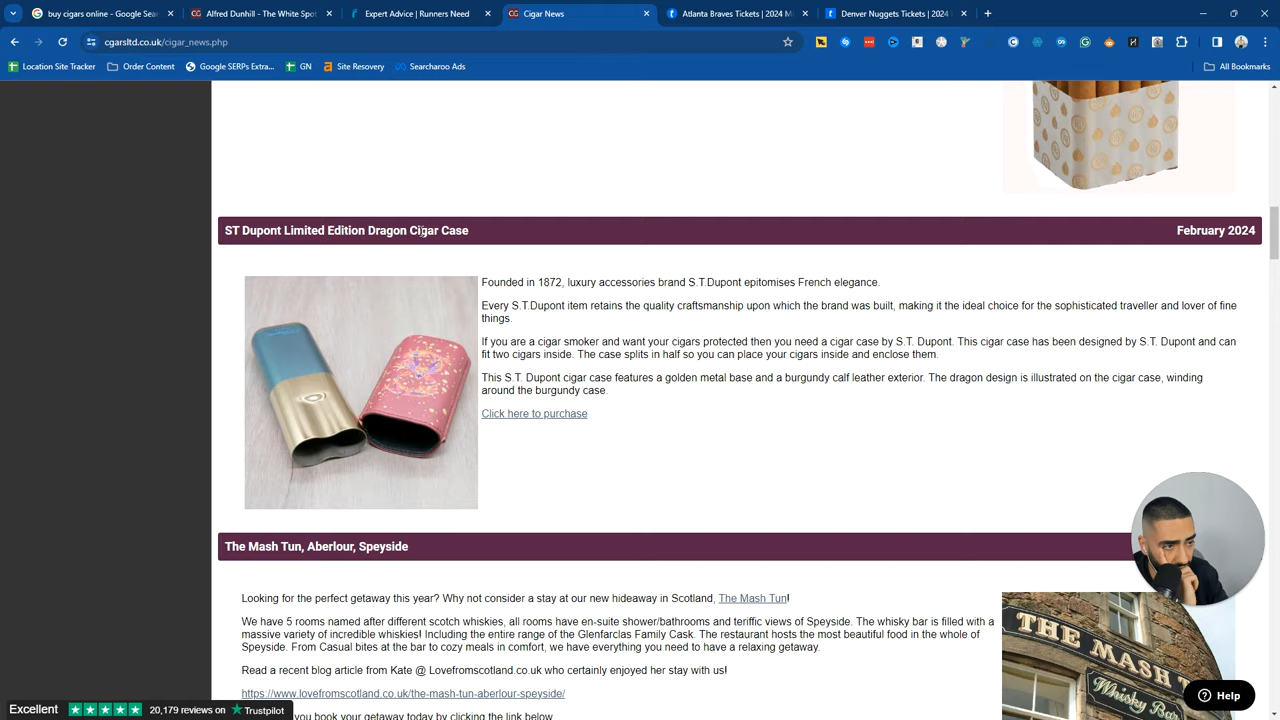 buy cigars online - Google Sea
Alfred Dunhill - The White Spot
Expert Advice | Runners Need
Cigar News
Atlanta Braves Tickets | 2024 M
Denver Nuggets Tickets | 2024
cgarsltd.co.uk/cigar_news.php
Location Site Tracker
Order Content
Google SERPs Extra...
GN
Site Recovery
Searcharoo Ads
All Bookmarks
ST Dupont Limited Edition Dragon Cigar Case
February 2024
Founded in 1872, luxury accessories brand S.T.Dupont epitomises French elegance.
Every S.T.Dupont item retains the quality craftsmanship upon which the brand was built, making it the ideal choice for the sophisticated traveller and lover of fine
things.
If you are a cigar smoker and want your cigars protected then you need a cigar case by S.T. Dupont. This cigar case has been designed by S.T. Dupont and can
fit two cigars inside. The case splits in half so you can place your cigars inside and enclose them.
This S.T. Dupont cigar case features a golden metal base and a burgundy calf leather exterior. The dragon design is illustrated on the cigar case, winding
around the burgundy case.
Click here to purchase
The Mash Tun, Aberlour, Speyside
Looking for the perfect getaway this year? Why not consider a stay at our new hideaway in Scotland, The Mash Tun!
We have 5 rooms named after different scotch whiskies, all rooms have en-suite shower/bathrooms and teriffic views of Speyside. The whisky bar is filled with a
massive variety of incredible whiskies! Including the entire range of the Glenfarclas Family Cask. The restaurant hosts the most beautiful food in the whole of
Speyside. From Casual bites at the bar to cozy meals in comfort, we have everything you need to have a relaxing getaway.
Read a recent blog article from Kate @ Lovefromscotland.co.uk who certainly enjoyed her stay with us!
https://www.lovefromscotland.co.uk/the-mash-tun-aberlour-speyside/
you book your getaway today by clicking the link below
THE MASH T
Whisky Bar
Help
Excellent
20,179 reviews on
Trustpilot